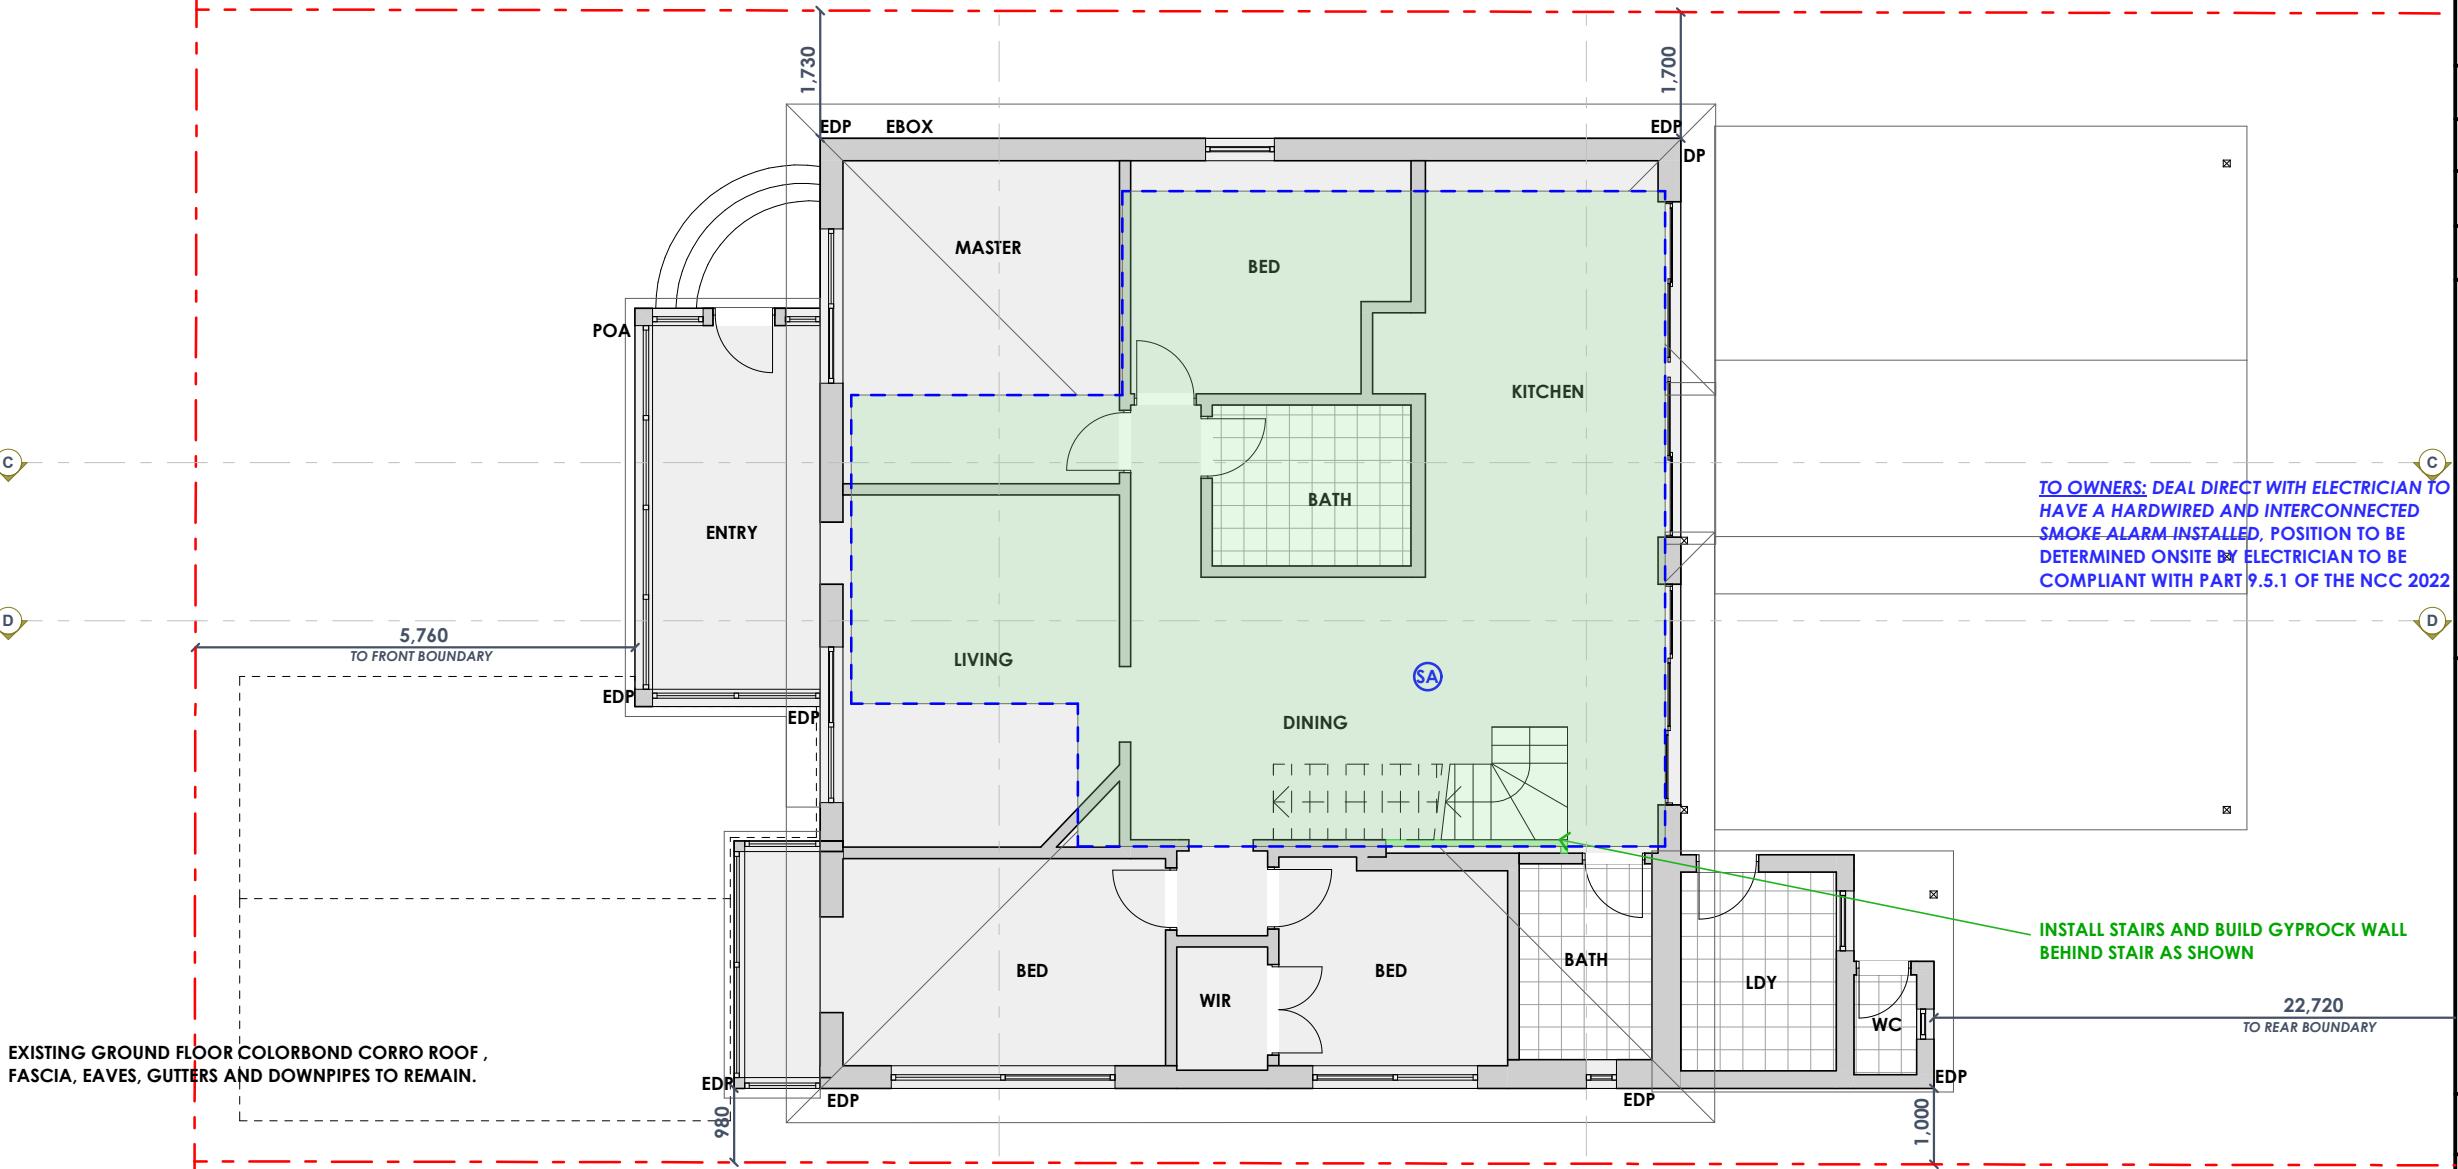 1,730
1,700
EDP
EBOX
EDP
DP
MASTER
BED
POA
KITCHEN
C
C
TO OWNERS: DEAL DIRECT WITH ELECTRICIAN TO
HAVE A HARDWIRED AND INTERCONNECTED
SMOKE ALARM INSTALLED, POSITION TO BE
DETERMINED ONSITE BY ELECTRICIAN TO BE
COMPLIANT WITH PART 9.5.1 OF THE NCC 2022
BATH
ENTRY
D
D
5,760
TO FRONT BOUNDARY
LIVING
SA
EDP
EDP
DINING
INSTALL STAIRS AND BUILD GYPROCK WALL
BEHIND STAIR AS SHOWN
BED
WIR
BED
BATH
LDY
WC
22,720
TO REAR BOUNDARY
EXISTING GROUND FLOOR COLORBOND CORRO ROOF ,
FASCIA, EAVES, GUTTERS AND DOWNPIPES TO REMAIN.
EDP
EDP
EDP
EDP
980
1,000